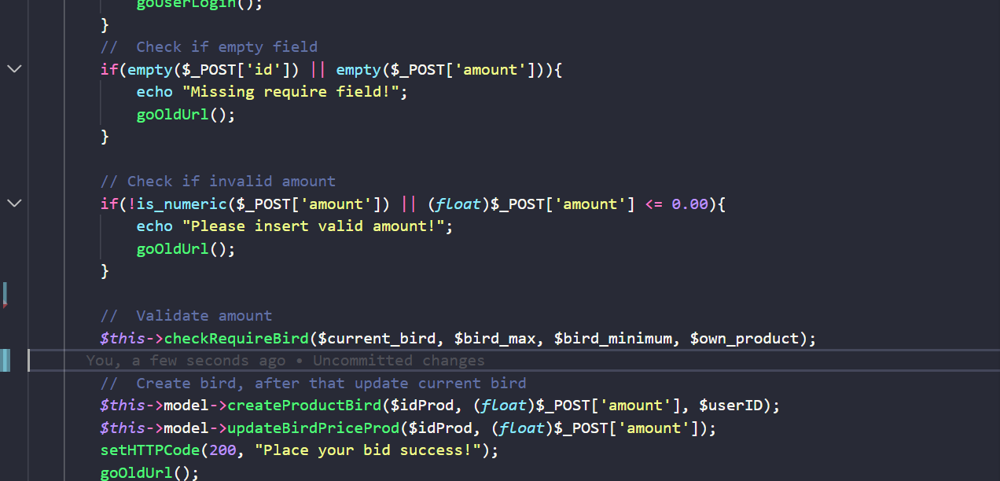 goUserLogin();
}
//  Check if empty field
if(empty($_POST['id']) || empty($_POST['amount'])){
echo "Missing require field!";
goOldUrl();
}
// Check if invalid amount
if(!is_numeric($_POST['amount']) || (float)$_POST['amount'] <= 0.00){
echo "Please insert valid amount!";
goOldUrl();
}
//  Validate amount
$this->checkRequireBird($current_bird, $bird_max, $bird_minimum, $own_product);
You, a few seconds ago • Uncommitted changes
//  Create bird, after that update current bird
$this->model->createProductBird($idProd, (float)$_POST['amount'], $userID);
$this->model->updateBirdPriceProd($idProd, (float)$_POST['amount']);
setHTTPCode(200, "Place your bid success!");
goOldUrl();